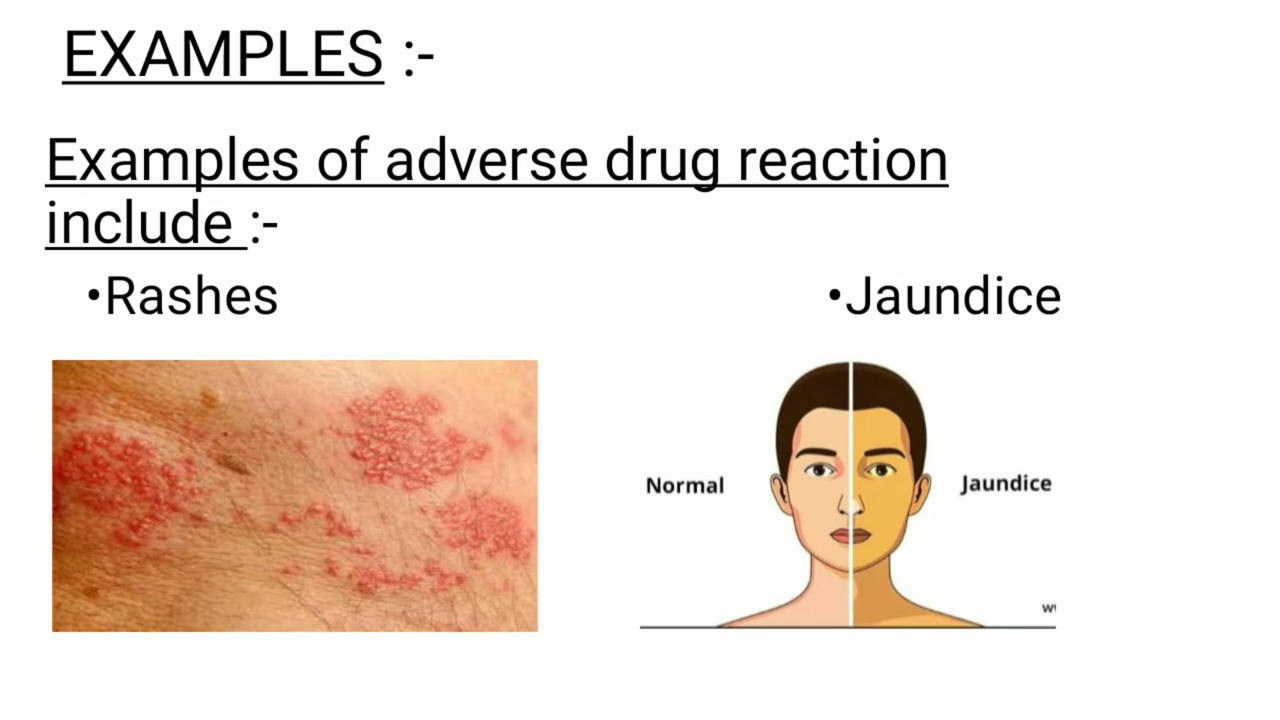 EXAMPLES :-
Examples of adverse drug reaction
include :-
•Rashes
•Jaundice
Normal
Jaundice